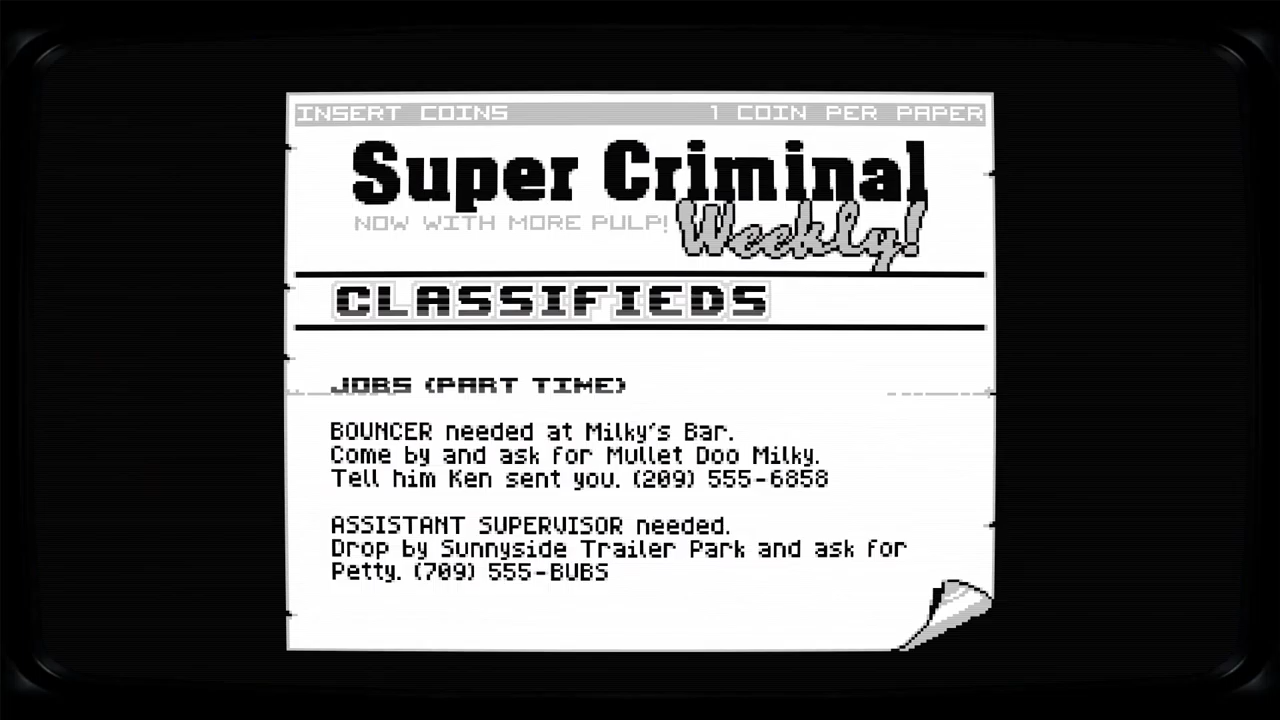 INSERT COINS 1 COIN PER PAPER
Super Criminal
NOW WITH MORE PULP! Weekly!
CLASSIFIEDS
JOBS (PART TIME)
BOUNCER needed at Milky's Bar.
Come by and ask for Mullet Doo Milky.
Tell him Ken sent you. (209) 555-6858
ASSISTANT SUPERVISOR needed.
Drop by Sunnyside Trailer Park and ask for
Petty. (709) 555-BUBS